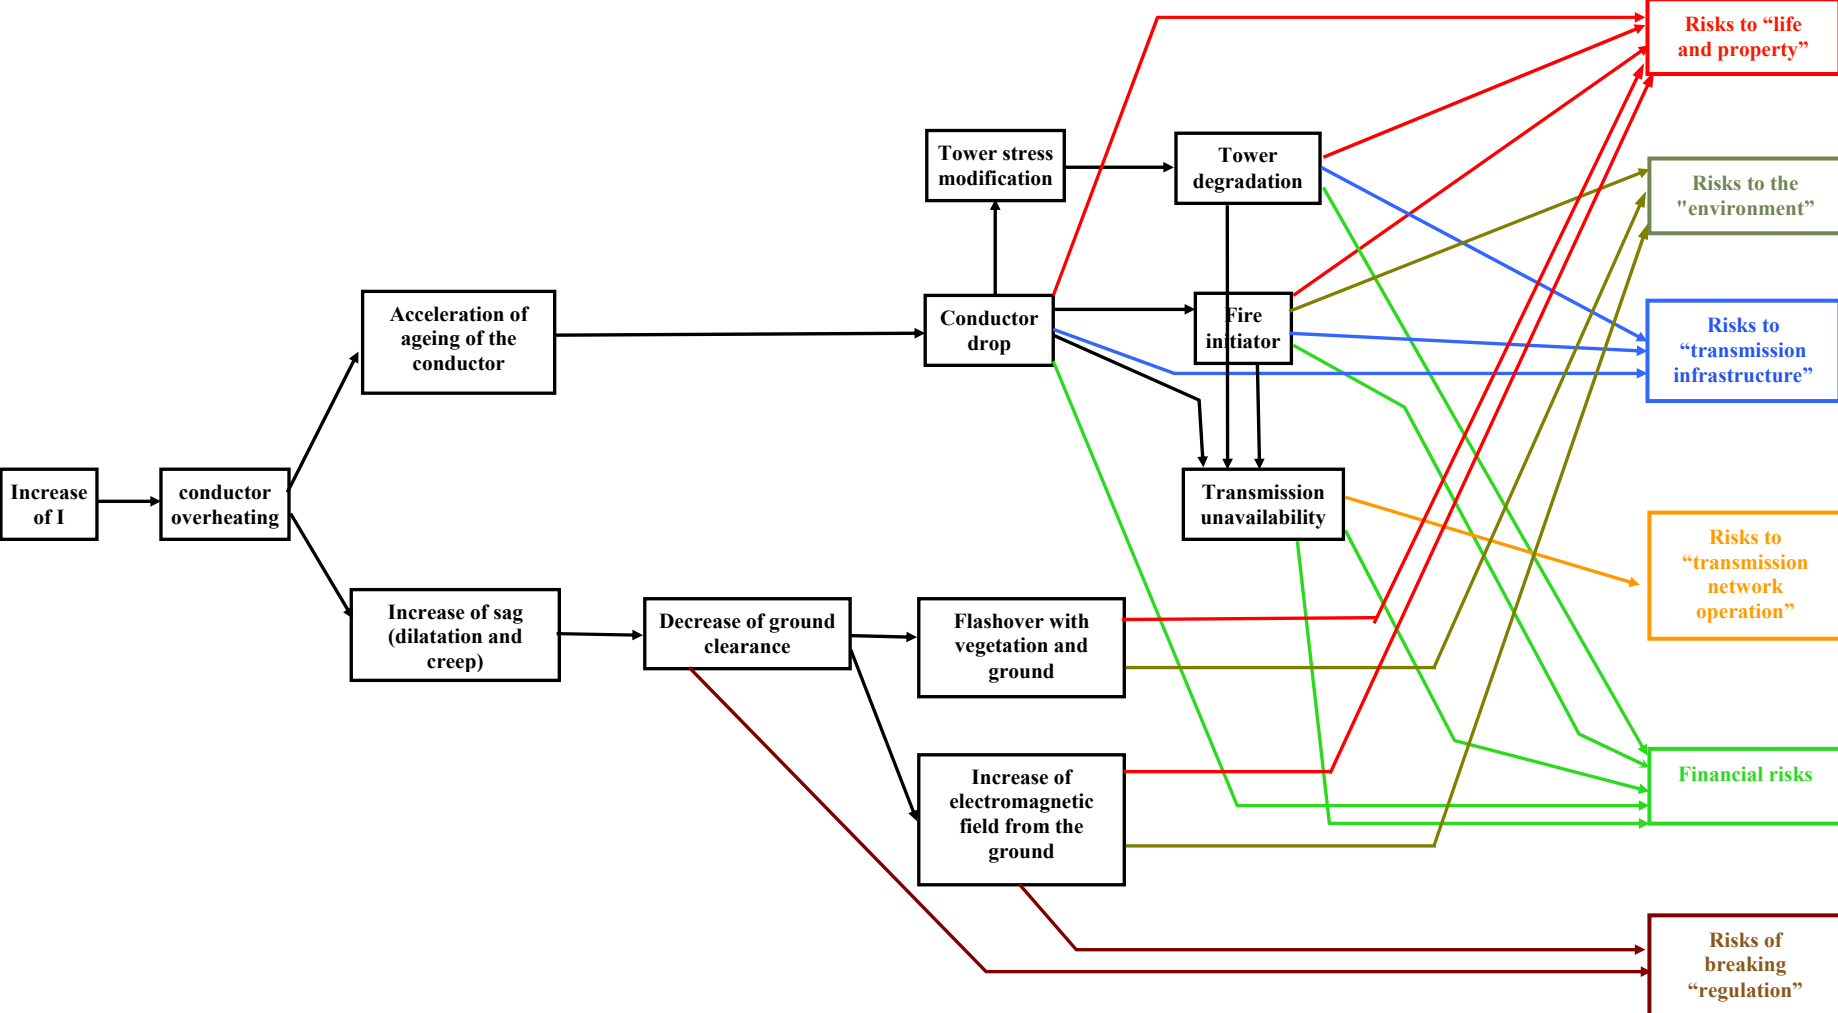 Risks to “life
and property”
Tower stress
modification
Tower
degradation
Risks to the
"environment”
Acceleration of
ageing of the
conductor
Conductor
drop
Fire
initiator
Risks to
“transmission
infrastructure”
Increase
of I
conductor
overheating
Transmission
unavailability
Risks to
“transmission
network
operation”
Increase of sag
(dilatation and
creep)
Decrease of ground
clearance
Flashover with
vegetation and
ground
Increase of
electromagnetic
field from the
ground
Financial risks
Risks of
breaking
“regulation”